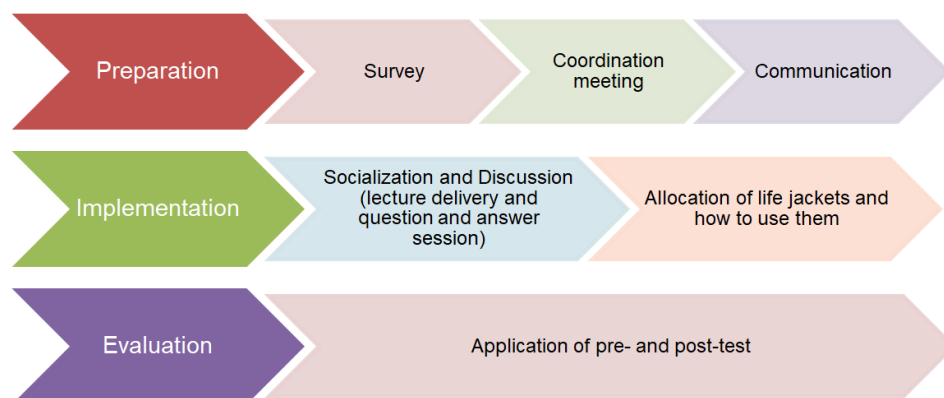 Preparation
Survey
Coordination
meeting
Communication
Implementation
Socialization and Discussion
(lecture delivery and
question and answer
session)
Allocation of life jackets and
how to use them
Evaluation
Application of pre- and post-test